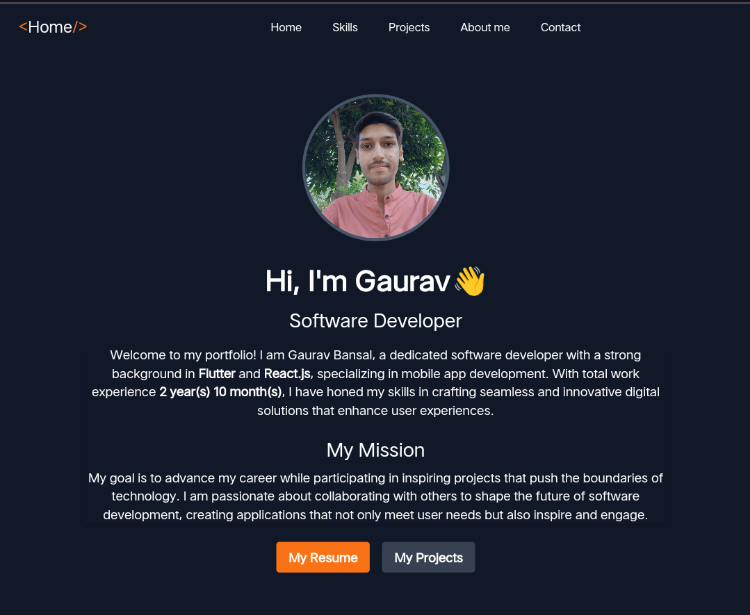 <Home/>
Home Skills Projects About me Contact
Hi, I'm Gaurav👋
Software Developer
Welcome to my portfolio! I am Gaurav Bansal, a dedicated software developer with a strong
background in Flutter and React.js, specializing in mobile app development. With total work
experience 2 year(s) 10 month(s), I have honed my skills in crafting seamless and innovative digital
solutions that enhance user experiences.
My Mission
My goal is to advance my career while participating in inspiring projects that push the boundaries of
technology. I am passionate about collaborating with others to shape the future of software
development, creating applications that not only meet user needs but also inspire and engage.
My Resume My Projects